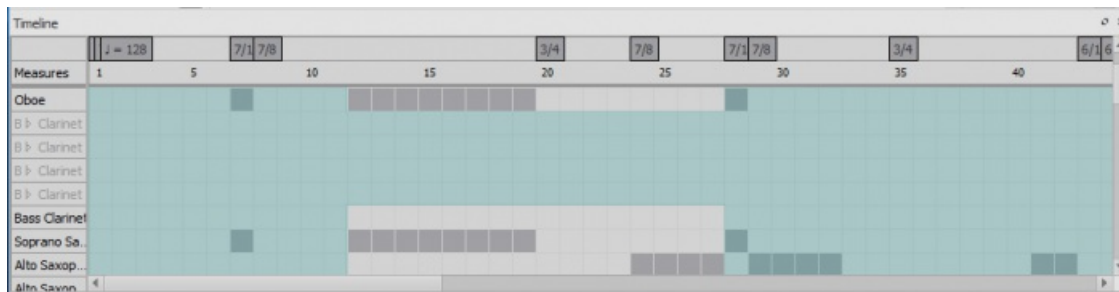 Timeline
♩ = 128 7/1 7/8 3/4 7/8 7/1 7/8 3/4 6/1 6
Measures 1 5 10 15 20 25 30 35 40
Oboe
B♭ Clarinet
B♭ Clarinet
B♭ Clarinet
B♭ Clarinet
Bass Clarinet
Soprano Sa..
Alto Saxop...
Alto Saxop